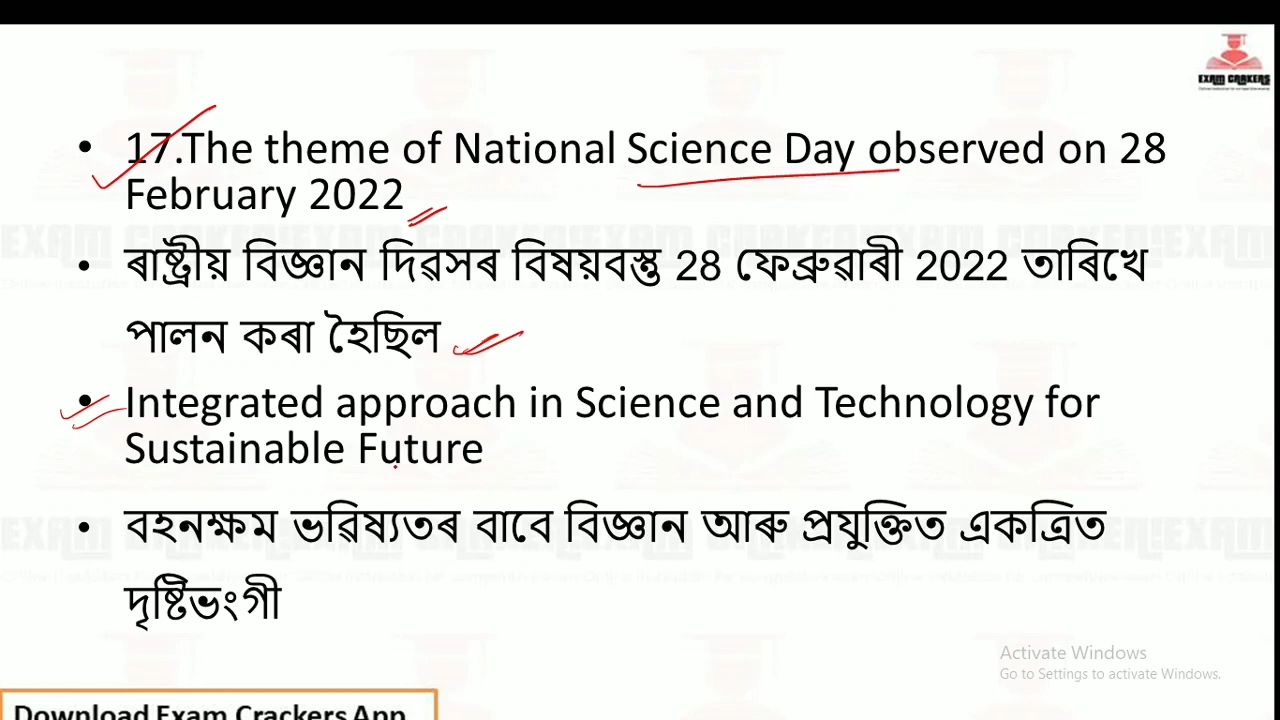 EXAM CRAKERS
• 17.The theme of National Science Day observed on 28
February 2022
• ৰাষ্ট্ৰীয় বিজ্ঞান দিৱসৰ বিষয়বস্তু 28 ফেব্ৰুৱাৰী 2022 তাৰিখে
পালন কৰা হৈছিল
• Integrated approach in Science and Technology for
Sustainable Future
• বহনক্ষম ভৱিষ্যতৰ বাবে বিজ্ঞান আৰু প্ৰযুক্তিত একত্ৰিত
দৃষ্টিভংগী
Activate Windows
Go to Settings to activate Windows.
Download Exam Crackers App